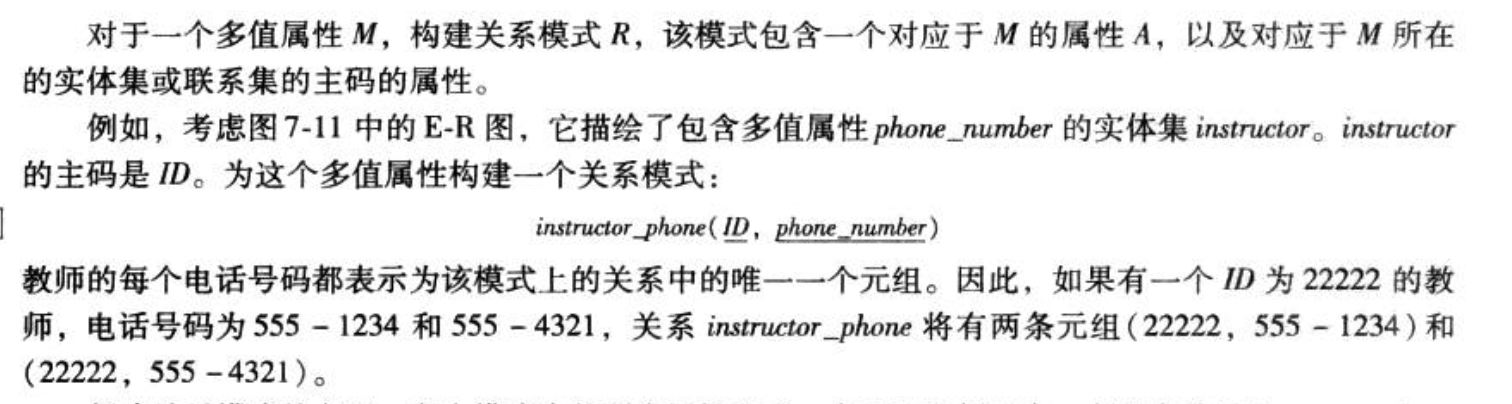 对于一个多值属性 M，构建关系模式 R，该模式包含一个对应于 M 的属性 A，以及对应于 M 所在
的实体集或联系集的主码的属性。
例如，考虑图 7-11 中的 E-R 图，它描绘了包含多值属性 phone_number 的实体集 instructor。instructor
的主码是 ID。为这个多值属性构建一个关系模式：
instructor_phone(ID, phone_number)
教师的每个电话号码都表示为该模式上的关系中的唯一一个元组。因此，如果有一个 ID 为 22222 的教
师，电话号码为 555 - 1234 和 555 - 4321，关系 instructor_phone 将有两条元组(22222, 555 - 1234)和
(22222, 555 - 4321)。